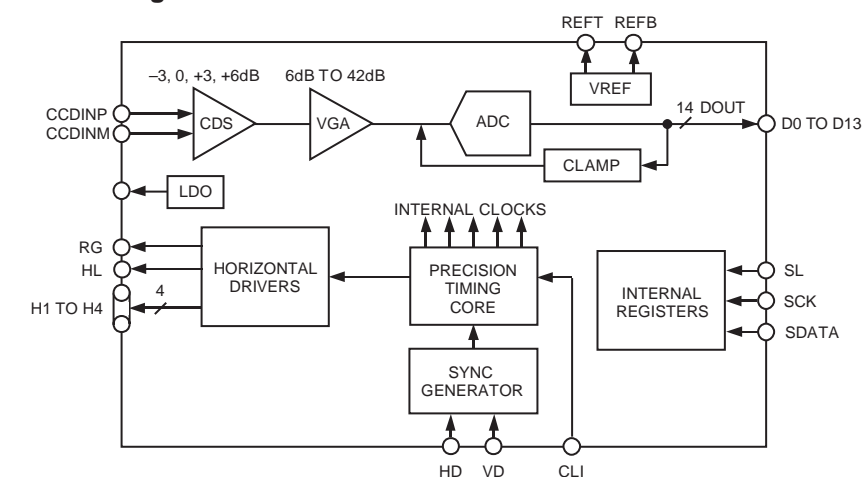 g
REFT REFB
–3, 0, +3, +6dB
6dB TO 42dB
VREF
CCDINP
CCDINM
CDS
VGA
ADC
14 DOUT
D0 TO D13
CLAMP
LDO
INTERNAL CLOCKS
RG
HL
H1 TO H4
4
HORIZONTAL
DRIVERS
PRECISION
TIMING
CORE
INTERNAL
REGISTERS
SL
SCK
SDATA
SYNC
GENERATOR
HD VD CLI